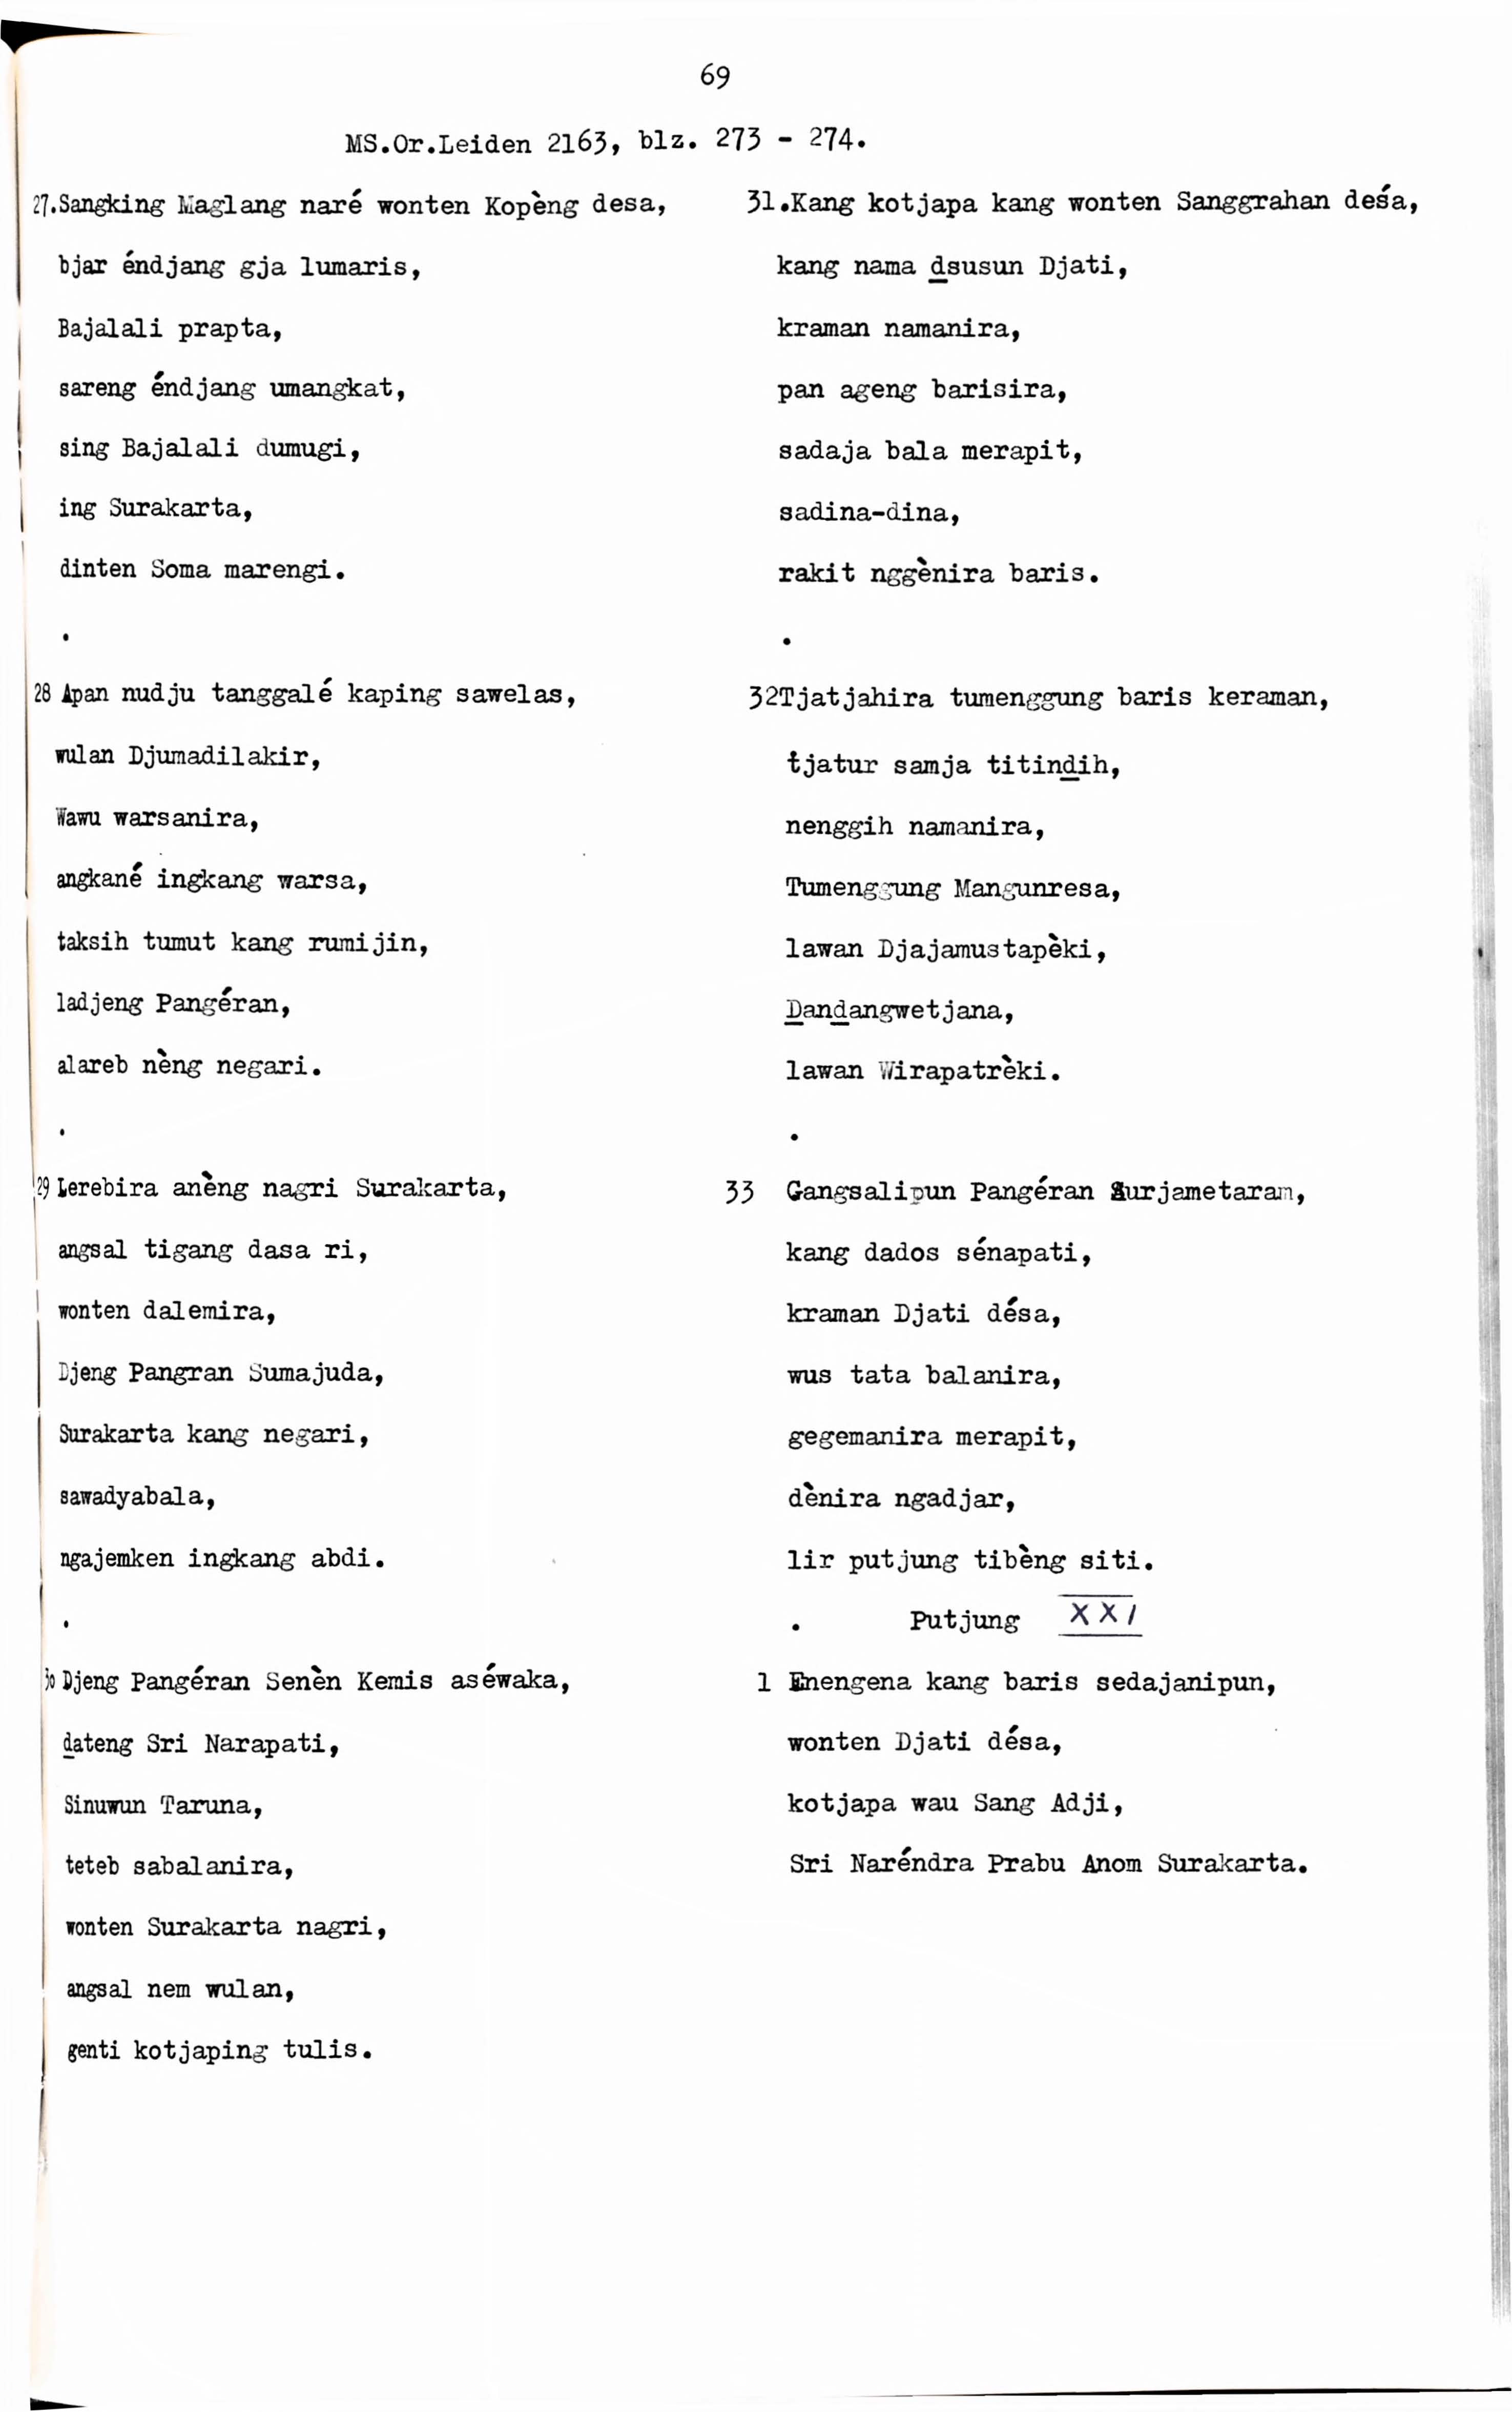 69
MS.Or.Leiden 2163, blz. 273 - 274.
27.Sangking Maglang naré wonten Kopèng desa,
bjar éndjang gja lumaris,
Bajalali prapta,
sareng éndjang umangkat,
sing Bajalali dumugi,
ing Surakarta,
dinten Soma marengi.
.
28 Apan nudju tanggalé kaping sawelas,
wulan Djumadilakir,
Wawu warsanira,
angkané ingkang warsa,
taksih tumut kang rumijin,
ladjeng Pangéran,
alareb nèng negari.
.
29 Lerebira anèng nagri Surakarta,
angsal tigang dasa ri,
wonten dalemira,
Djeng Pangran Sumajuda,
Surakarta kang negari,
sawadyabala,
ngajemken ingkang abdi.
.
30 Djeng Pangéran Senèn Kemis aséwaka,
ḏateng Sri Narapati,
Sinuwun Taruna,
teteb sabalanira,
wonten Surakarta nagri,
angsal nem wulan,
genti kotjaping tulis.
31.Kang kotjapa kang wonten Sanggrahan deśa,
kang nama ḏsusun Djati,
kraman namanira,
pan ageng barisira,
sadaja bala merapit,
sadina-dina,
rakit nggènira baris.
.
32Tjatjahira tumenggung baris keraman,
tjatur samja titinḏih,
nenggih namanira,
Tumenggung Mangunresa,
lawan Djajamustapèki,
Ḏanḏangwetjana,
lawan Wirapatrèki.
.
33 Gangsalipun Pangéran Surjametaram,
kang dados sénapati,
kraman Djati désa,
wus tata balanira,
gegemanira merapit,
dènira ngadjar,
lir putjung tibèng siti.
. Putjung XXI
1 Enengena kang baris sedajanipun,
wonten Djati désa,
kotjapa wau Sang Adji,
Sri Naréndra Prabu Anom Surakarta.